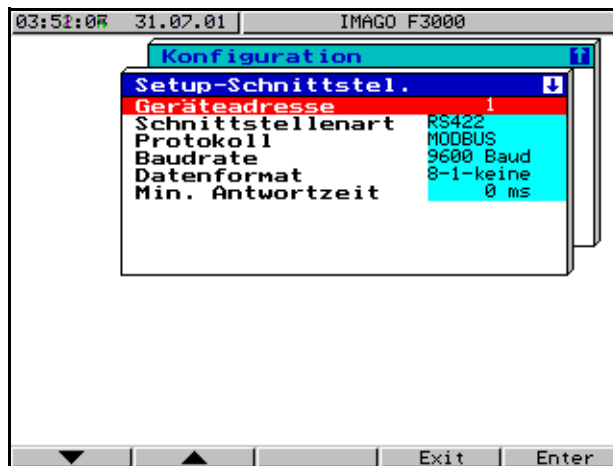 31.07.01 IMAGO F3000
Konfiguration
Setup-Schnittstel.
Geräteadresse 1
Schnittstellenart RS422
Protokoll MODBUS
Baudrate 9600 Baud
Datenformat 8-1-keine
Min. Antwortzeit 0 ms
Exit Enter